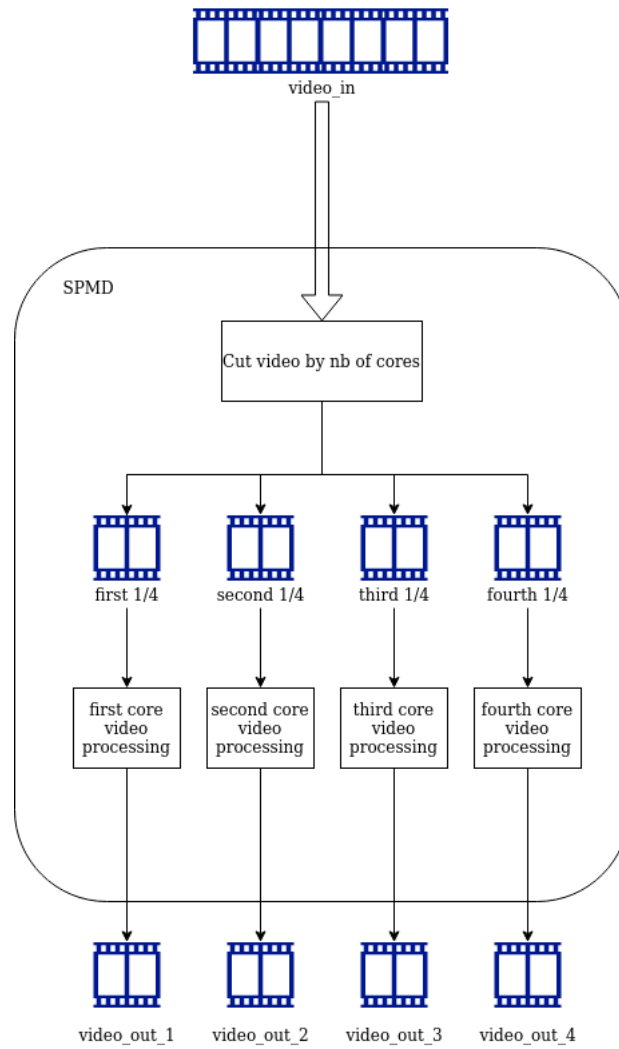 video_in
SPMD
Cut video by nb of cores
first 1/4
second 1/4
third 1/4
fourth 1/4
first core
video
processing
second core
video
processing
third core
video
processing
fourth core
video
processing
video_out_1
video_out_2
video_out_3
video_out_4